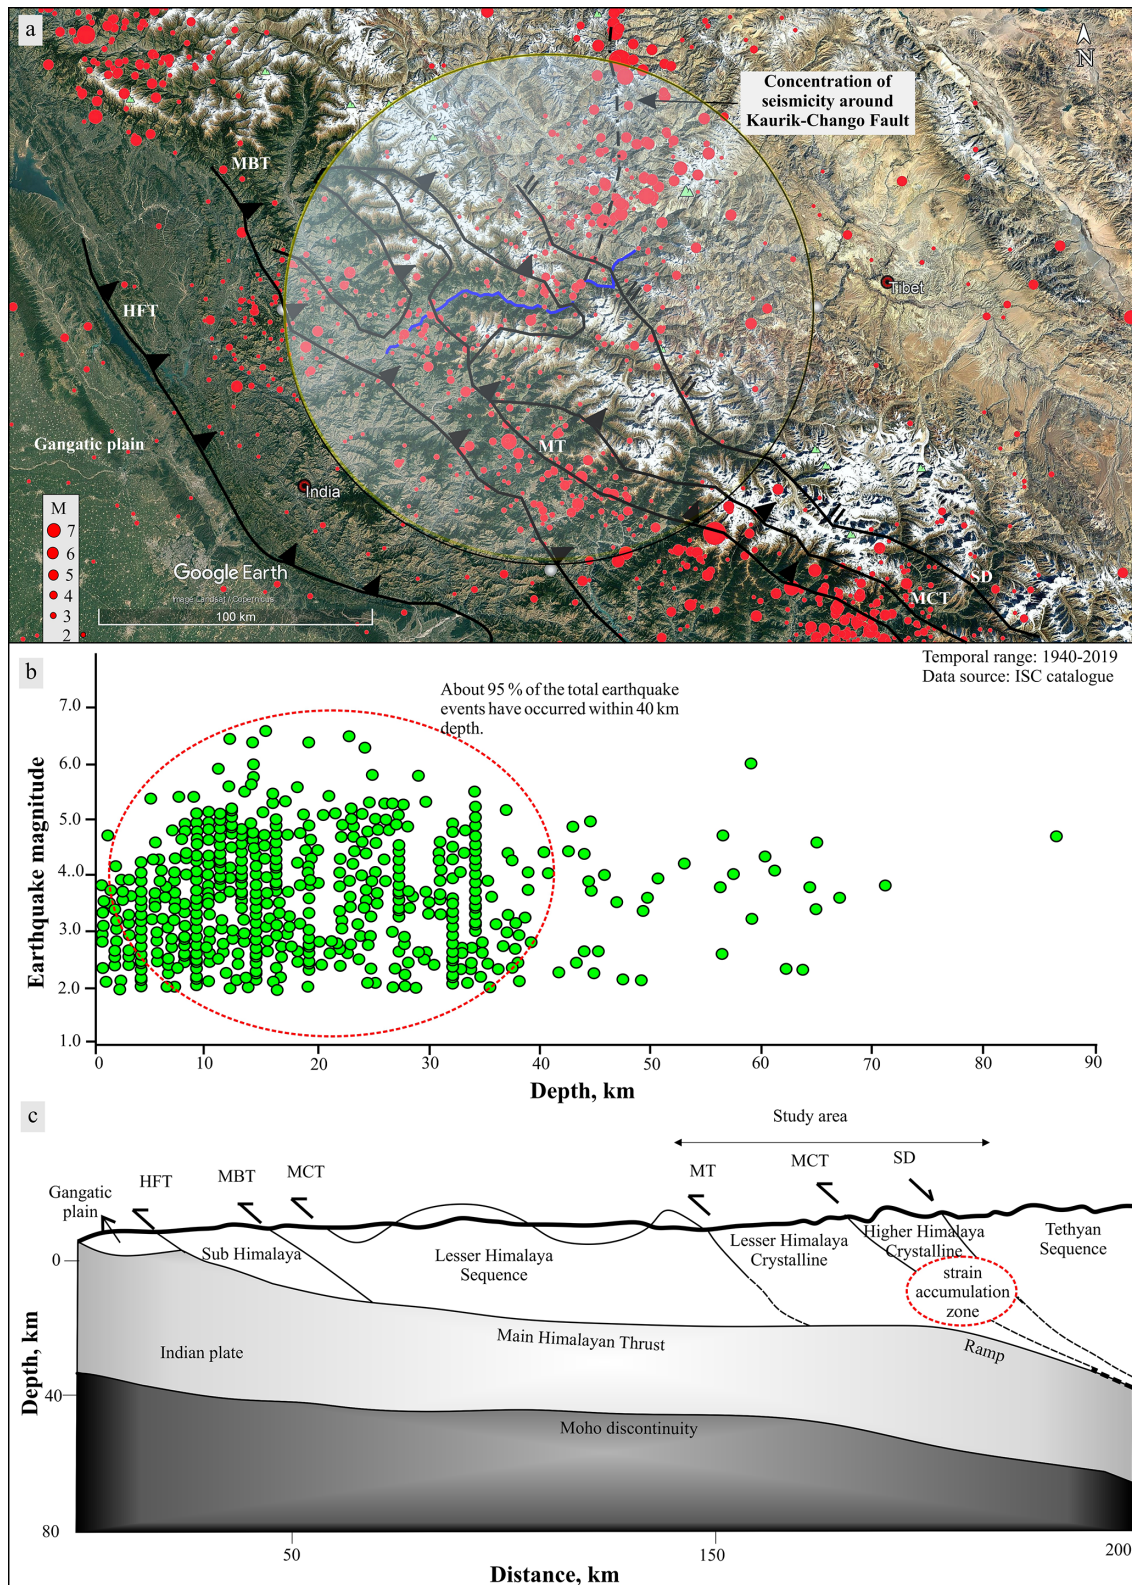 a
N
Concentration of
seismicity around
Kaurik-Chango Fault
MBT
HFT
Tibet
MT
Gangatic plain
India
M
7
6
5
4
3
2
Google Earth
Image Landsat / Copernicus
100 km
SD
MCT
b
Temporal range: 1940-2019
Data source: ISC catalogue
About 95 % of the total earthquake
events have occurred within 40 km
depth.
Earthquake magnitude
7.0
6.0
5.0
4.0
3.0
2.0
1.0
0 10 20 30 40 50 60 70 80 90
Depth, km
c
Study area
HFT MBT MCT MT MCT SD
Gangatic
plain
Sub Himalaya
Lesser Himalaya
Sequence
Lesser Himalaya
Crystalline
Higher Himalaya
Crystalline
Tethyan
Sequence
strain
accumulation
zone
Main Himalayan Thrust
Ramp
Indian plate
Moho discontinuity
Depth, km
0
40
80
50 150 200
Distance, km